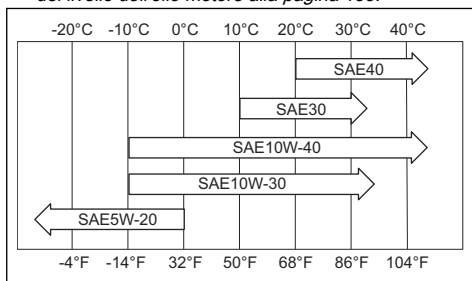 del livello dell'olio motore alla pagina
-20°C -10°C 0°C 10°C 20°C 30°C 40°C
SAE40
SAE30
SAE10W-40
SAE10W-30
SAE5W-20
-4°F -14°F 32°F 50°F 68°F 86°F 104°F